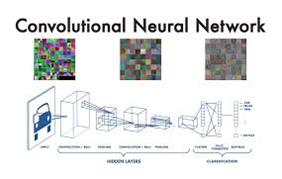 Convolutional Neural Network
INPUT
CONVOLUTION + RELU
POOLING
CONVOLUTION + RELU
POOLING
FLATTEN
FULLY CONNECTED
SOFTMAX
HIDDEN LAYERS
CLASSIFICATION